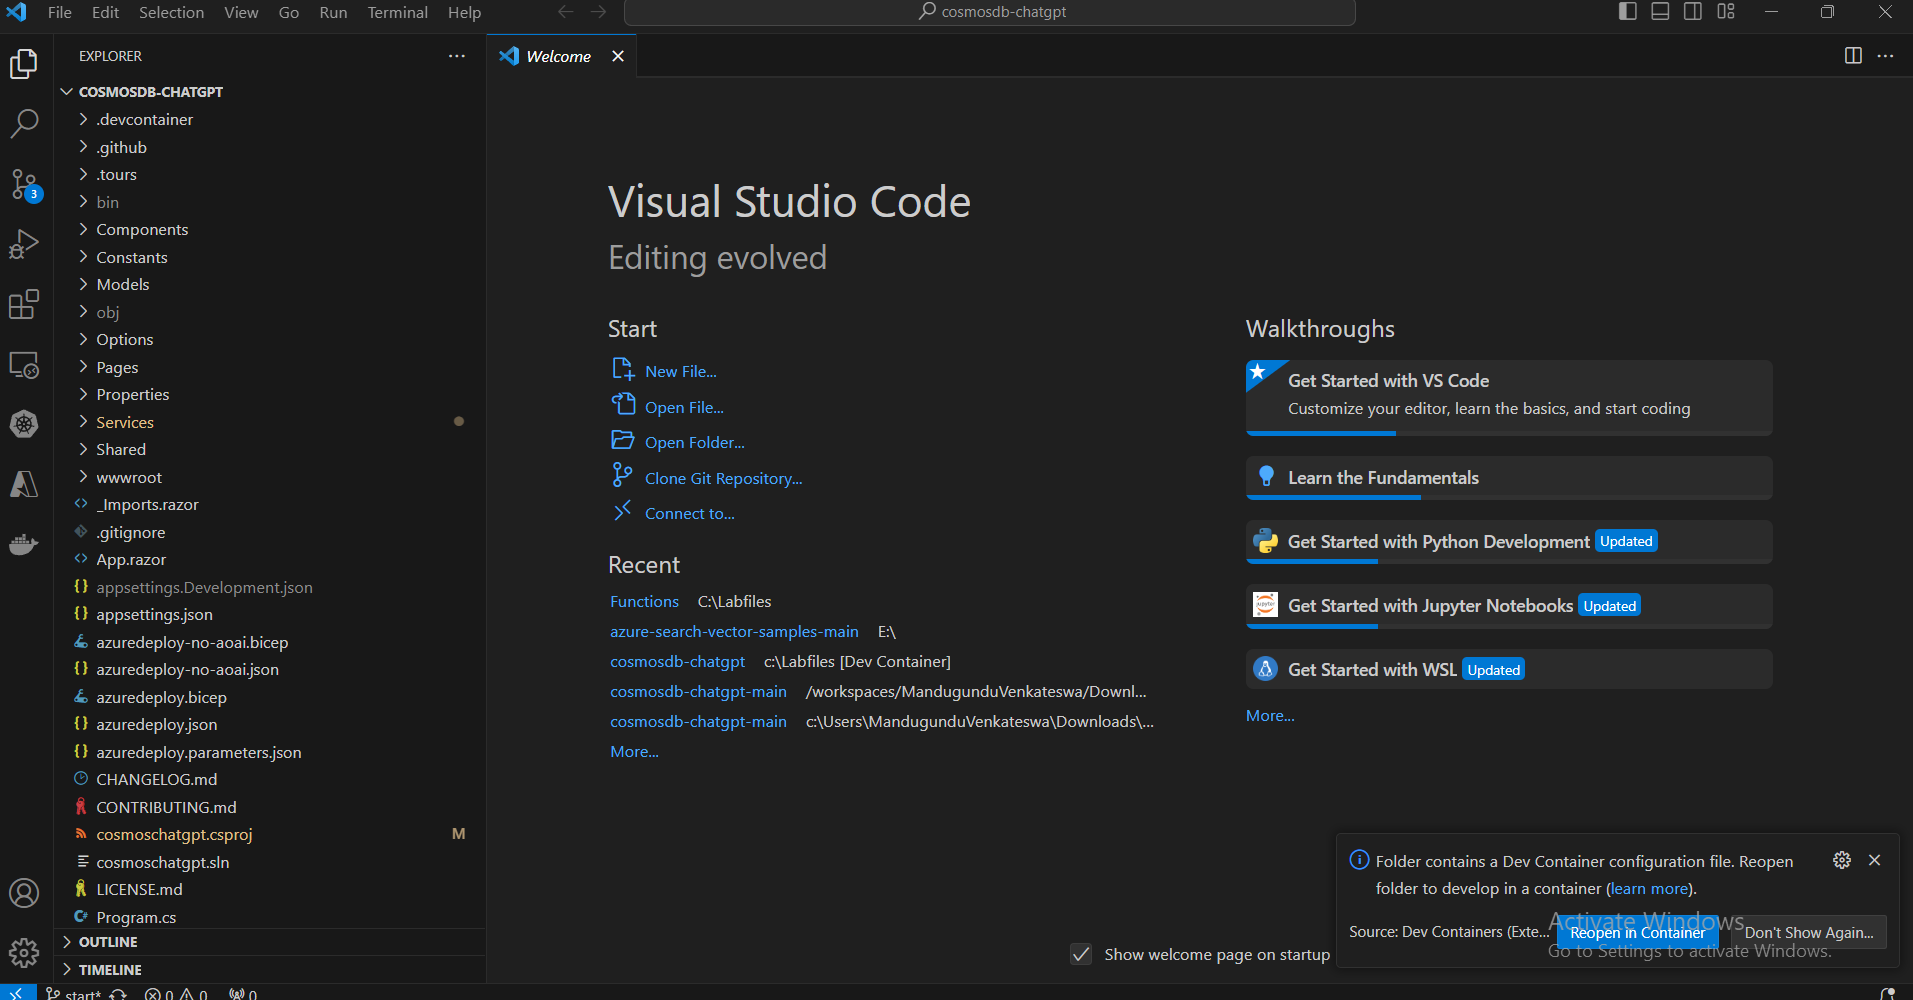 File Edit Selection View Go Run Terminal Help
cosmosdb-chatgpt
EXPLORER
Welcome
COSMOSDB-CHATGPT
.devcontainer
.github
.tours
3
bin
Components
Constants
Models
obj
Options
Pages
Properties
Services
Shared
wwwroot
_Imports.razor
.gitignore
App.razor
appsettings.Development.json
appsettings.json
azuredeploy-no-aoai.bicep
azuredeploy-no-aoai.json
azuredeploy.bicep
azuredeploy.json
azuredeploy.parameters.json
CHANGELOG.md
CONTRIBUTING.md
cosmoschatgpt.csproj M
cosmoschatgpt.sln
LICENSE.md
Program.cs
OUTLINE
TIMELINE
Visual Studio Code
Editing evolved
Start
New File...
Open File...
Open Folder...
Clone Git Repository...
Connect to...
Recent
Functions C:\Labfiles
azure-search-vector-samples-main E:\
cosmosdb-chatgpt c:\Labfiles [Dev Container]
cosmosdb-chatgpt-main /workspaces/MandugunduVenkateswa/Downl...
cosmosdb-chatgpt-main c:\Users\MandugunduVenkateswa\Downloads\...
More...
Walkthroughs
Get Started with VS Code
Customize your editor, learn the basics, and start coding
Learn the Fundamentals
Get Started with Python Development Updated
jupyter
Get Started with Jupyter Notebooks Updated
Get Started with WSL Updated
More...
Folder contains a Dev Container configuration file. Reopen
folder to develop in a container (learn more).
Source: Dev Containers (Exte...
Reopen in Container
Don't Show Again...
Activate Windows
Go to Settings to activate Windows.
Show welcome page on startup
start* 0 0 0